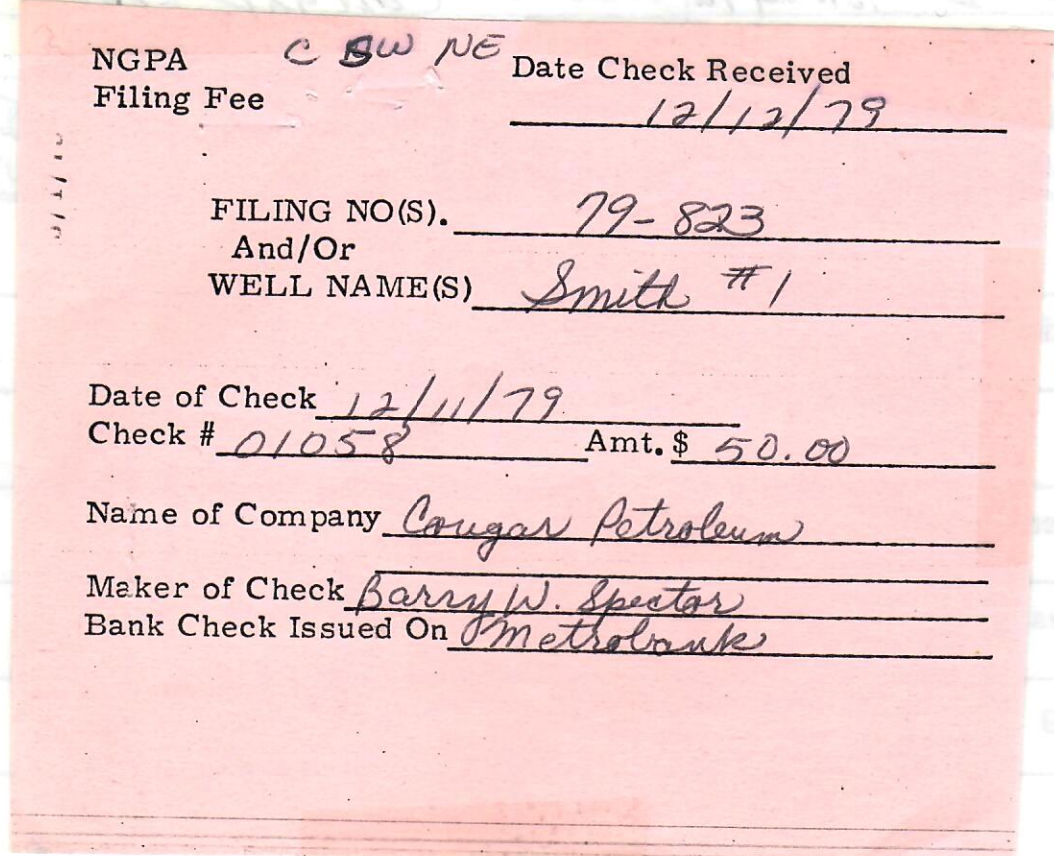 NGPA C SW NE Date Check Received
Filing Fee 12/12/79
FILING NO(S). 79-823
And/Or
WELL NAME(S) Smith #1
Date of Check 12/11/79
Check # 01058 Amt. $ 50.00
Name of Company Cougar Petroleum
Maker of Check Barry W. Spector
Bank Check Issued On Metrobank